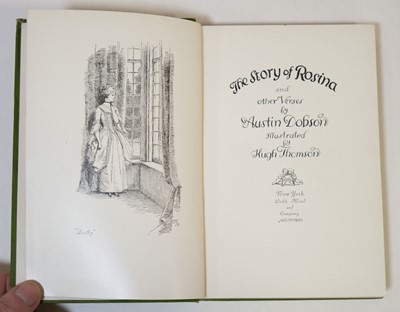 "Dorothy"
The Story of Rosina
and
other Verses
by
Austin Dobson
Illustrated
by
Hugh Thomson
New York
Dodd, Mead
and
Company